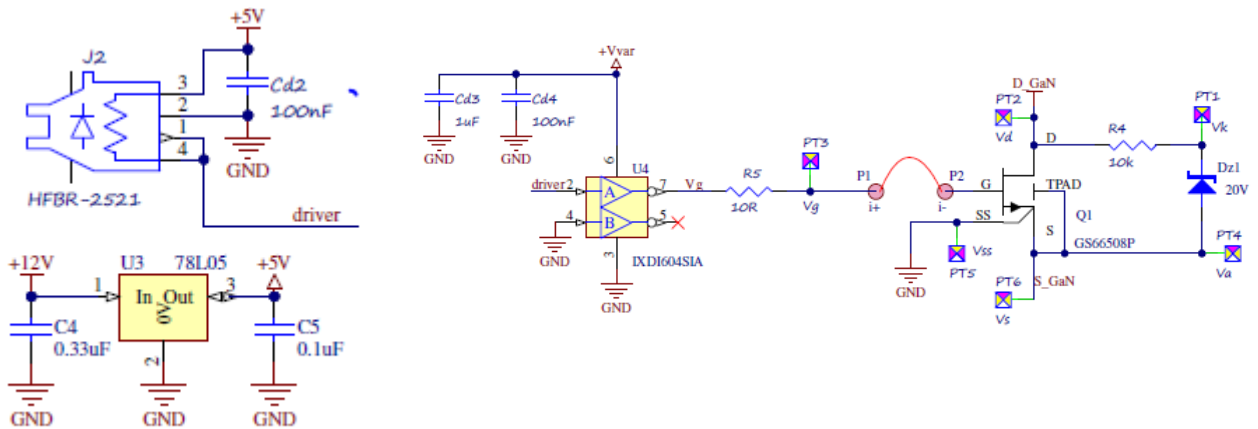 +5V
J2
3
Cd2
2
100nF
1
4
GND
HFBR-2521
driver
+12V
U3
78L05
+5V
1
In
Out
3
0V
C4
0.33uF
2
C5
0.1uF
GND
GND
GND
+Vvar
Cd3
1uF
Cd4
100nF
GND
GND
6
U4
driver
2
A
7
Vg
4
B
5
3
IXDI604SIA
GND
GND
R5
10R
PT3
Vg
P1
i+
P2
i-
D_GaN
PT2
Vd
D
R4
10k
PT1
Vk
G
TPAD
Dz1
20V
SS
Q1
S
GS66508P
Vss
PT5
GND
S_GaN
PT6
Vs
PT4
Va